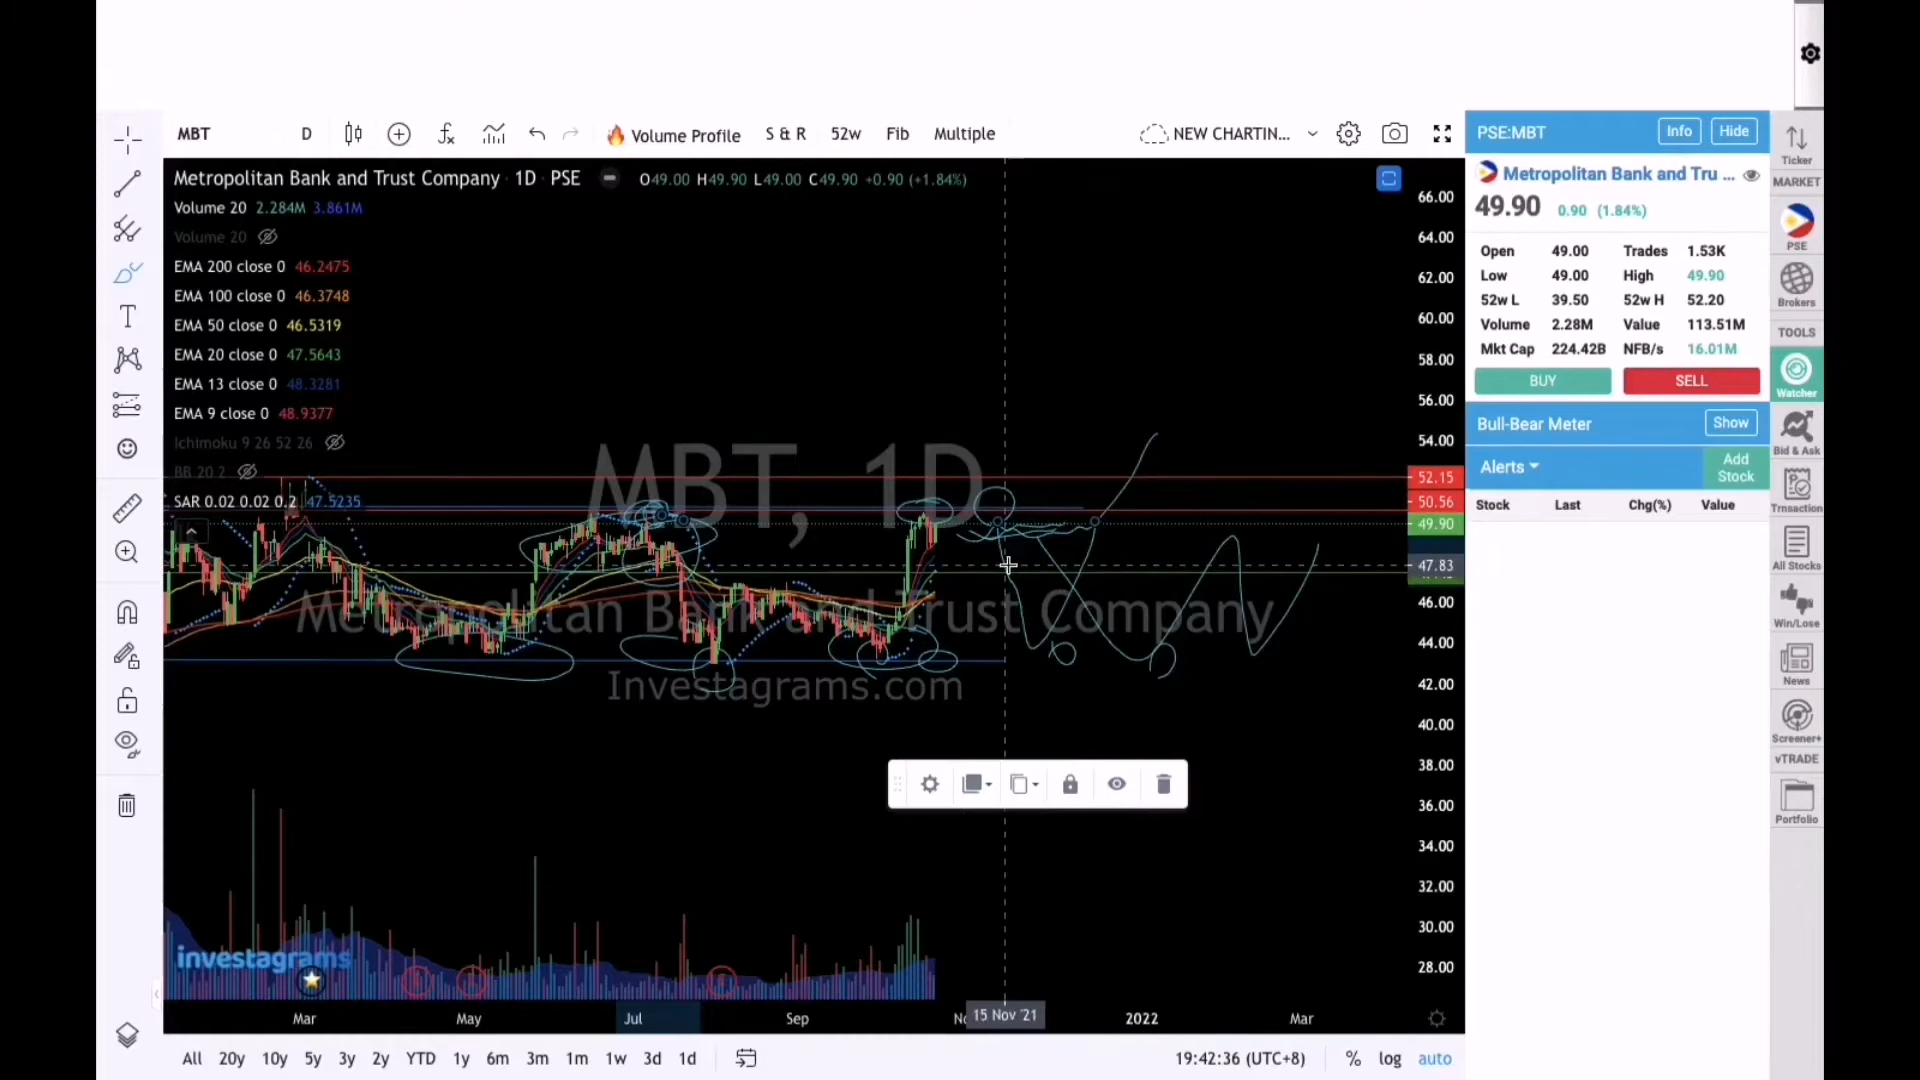 MBT D Volume Profile S & R 52w Fib Multiple NEW CHARTIN...
Metropolitan Bank and Trust Company · 1D · PSE O49.00 H49.90 L49.00 C49.90 +0.90 (+1.84%)
Volume 20 2.284M 3.861M
Volume 20
EMA 200 close 0 46.2475
EMA 100 close 0 46.3748
EMA 50 close 0 46.5319
EMA 20 close 0 47.5643
EMA 13 close 0 48.3281
EMA 9 close 0 48.9377
Ichimoku 9 26 52 26
BB 20 2
SAR 0.02 0.02 0.2 47.5235
MBT, 1D
Metropolitan Bank and Trust Company
Investagrams.com
investagrams
66.00
64.00
62.00
60.00
58.00
56.00
54.00
52.15
50.56
49.90
47.83
46.00
44.00
42.00
40.00
38.00
36.00
34.00
32.00
30.00
28.00
Mar May Jul Sep 15 Nov '21 2022 Mar
All 20y 10y 5y 3y 2y YTD 1y 6m 3m 1m 1w 3d 1d 19:42:36 (UTC+8) % log auto
PSE:MBT Info Hide
Metropolitan Bank and Tru ...
49.90 0.90 (1.84%)
Open 49.00 Trades 1.53K
Low 49.00 High 49.90
52w L 39.50 52w H 52.20
Volume 2.28M Value 113.51M
Mkt Cap 224.42B NFB/s 16.01M
BUY SELL
Bull-Bear Meter Show
Alerts Add Stock
Stock Last Chg(%) Value
Ticker
MARKET
PSE
Brokers
TOOLS
Watcher
Bid & Ask
Trnsaction
All Stocks
Win/Lose
News
Screener+
vTRADE
Portfolio